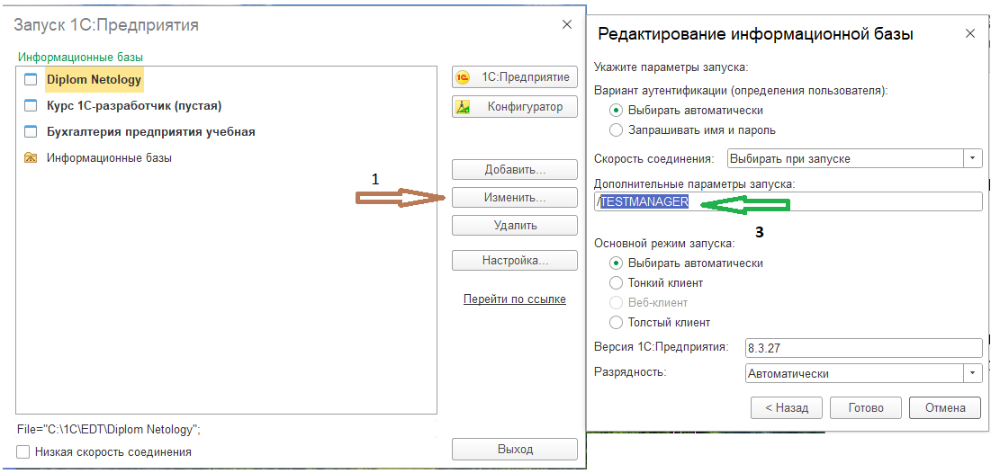 Запуск 1С:Предприятия
Информационные базы
Diplom Netology
Курс 1С-разработчик (пустая)
Бухгалтерия предприятия учебная
Информационные базы
1С:Предприятие
Конфигуратор
Добавить...
1
Изменить...
Удалить
Настройка...
Перейти по ссылке
File="C:\1C\EDT\Diplom Netology";
Низкая скорость соединения
Выход
Редактирование информационной базы
Укажите параметры запуска:
Вариант аутентификации (определения пользователя):
Выбирать автоматически
Запрашивать имя и пароль
Скорость соединения: Выбирать при запуске
Дополнительные параметры запуска:
/TESTMANAGER
3
Основной режим запуска:
Выбирать автоматически
Тонкий клиент
Веб-клиент
Толстый клиент
Версия 1С:Предприятия: 8.3.27
Разрядность: Автоматически
< Назад Готово Отмена